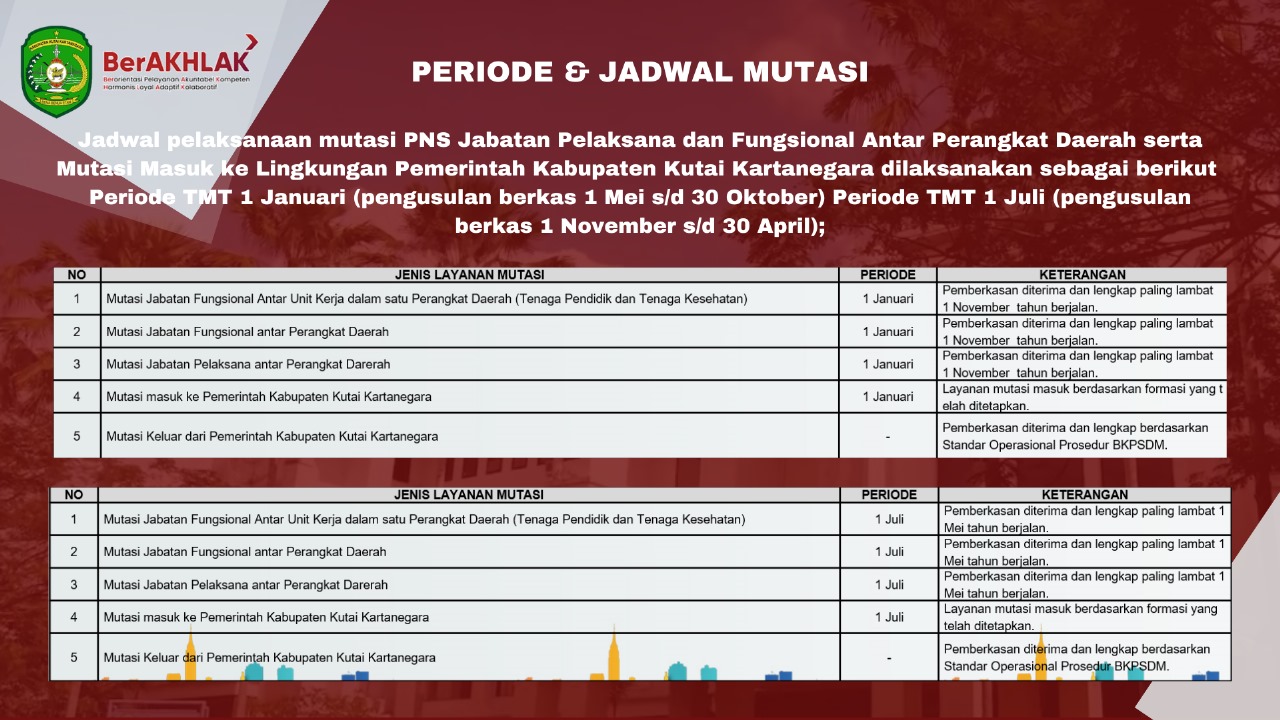 BerAKHLAK
Berorientasi Pelayanan Akuntabel Kompeten
Harmonis Loyal Adaptif Kolaboratif
PERIODE & JADWAL MUTASI
Jadwal pelaksanaan mutasi PNS Jabatan Pelaksana dan Fungsional Antar Perangkat Daerah serta
Mutasi Masuk ke Lingkungan Pemerintah Kabupaten Kutai Kartanegara dilaksanakan sebagai berikut
Periode TMT 1 Januari (pengusulan berkas 1 Mei s/d 30 Oktober) Periode TMT 1 Juli (pengusulan
berkas 1 November s/d 30 April);
NO JENIS LAYANAN MUTASI PERIODE KETERANGAN
1 Mutasi Jabatan Fungsional Antar Unit Kerja dalam satu Perangkat Daerah (Tenaga Pendidik dan Tenaga Kesehatan) 1 Januari Pemberkasan diterima dan lengkap paling lambat
1 November tahun berjalan.
2 Mutasi Jabatan Fungsional antar Perangkat Daerah 1 Januari Pemberkasan diterima dan lengkap paling lambat
1 November tahun berjalan.
3 Mutasi Jabatan Pelaksana antar Perangkat Darerah 1 Januari Pemberkasan diterima dan lengkap paling lambat
1 November tahun berjalan.
4 Mutasi masuk ke Pemerintah Kabupaten Kutai Kartanegara 1 Januari Layanan mutasi masuk berdasarkan formasi yang t
elah ditetapkan.
5 Mutasi Keluar dari Pemerintah Kabupaten Kutai Kartanegara - Pemberkasan diterima dan lengkap berdasarkan
Standar Operasional Prosedur BKPSDM.
NO JENIS LAYANAN MUTASI PERIODE KETERANGAN
1 Mutasi Jabatan Fungsional Antar Unit Kerja dalam satu Perangkat Daerah (Tenaga Pendidik dan Tenaga Kesehatan) 1 Juli Pemberkasan diterima dan lengkap paling lambat 1
Mei tahun berjalan.
2 Mutasi Jabatan Fungsional antar Perangkat Daerah 1 Juli Pemberkasan diterima dan lengkap paling lambat 1
Mei tahun berjalan.
3 Mutasi Jabatan Pelaksana antar Perangkat Darerah 1 Juli Pemberkasan diterima dan lengkap paling lambat 1
Mei tahun berjalan.
4 Mutasi masuk ke Pemerintah Kabupaten Kutai Kartanegara 1 Juli Layanan mutasi masuk berdasarkan formasi yang
telah ditetapkan.
5 Mutasi Keluar dari Pemerintah Kabupaten Kutai Kartanegara - Pemberkasan diterima dan lengkap berdasarkan
Standar Operasional Prosedur BKPSDM.